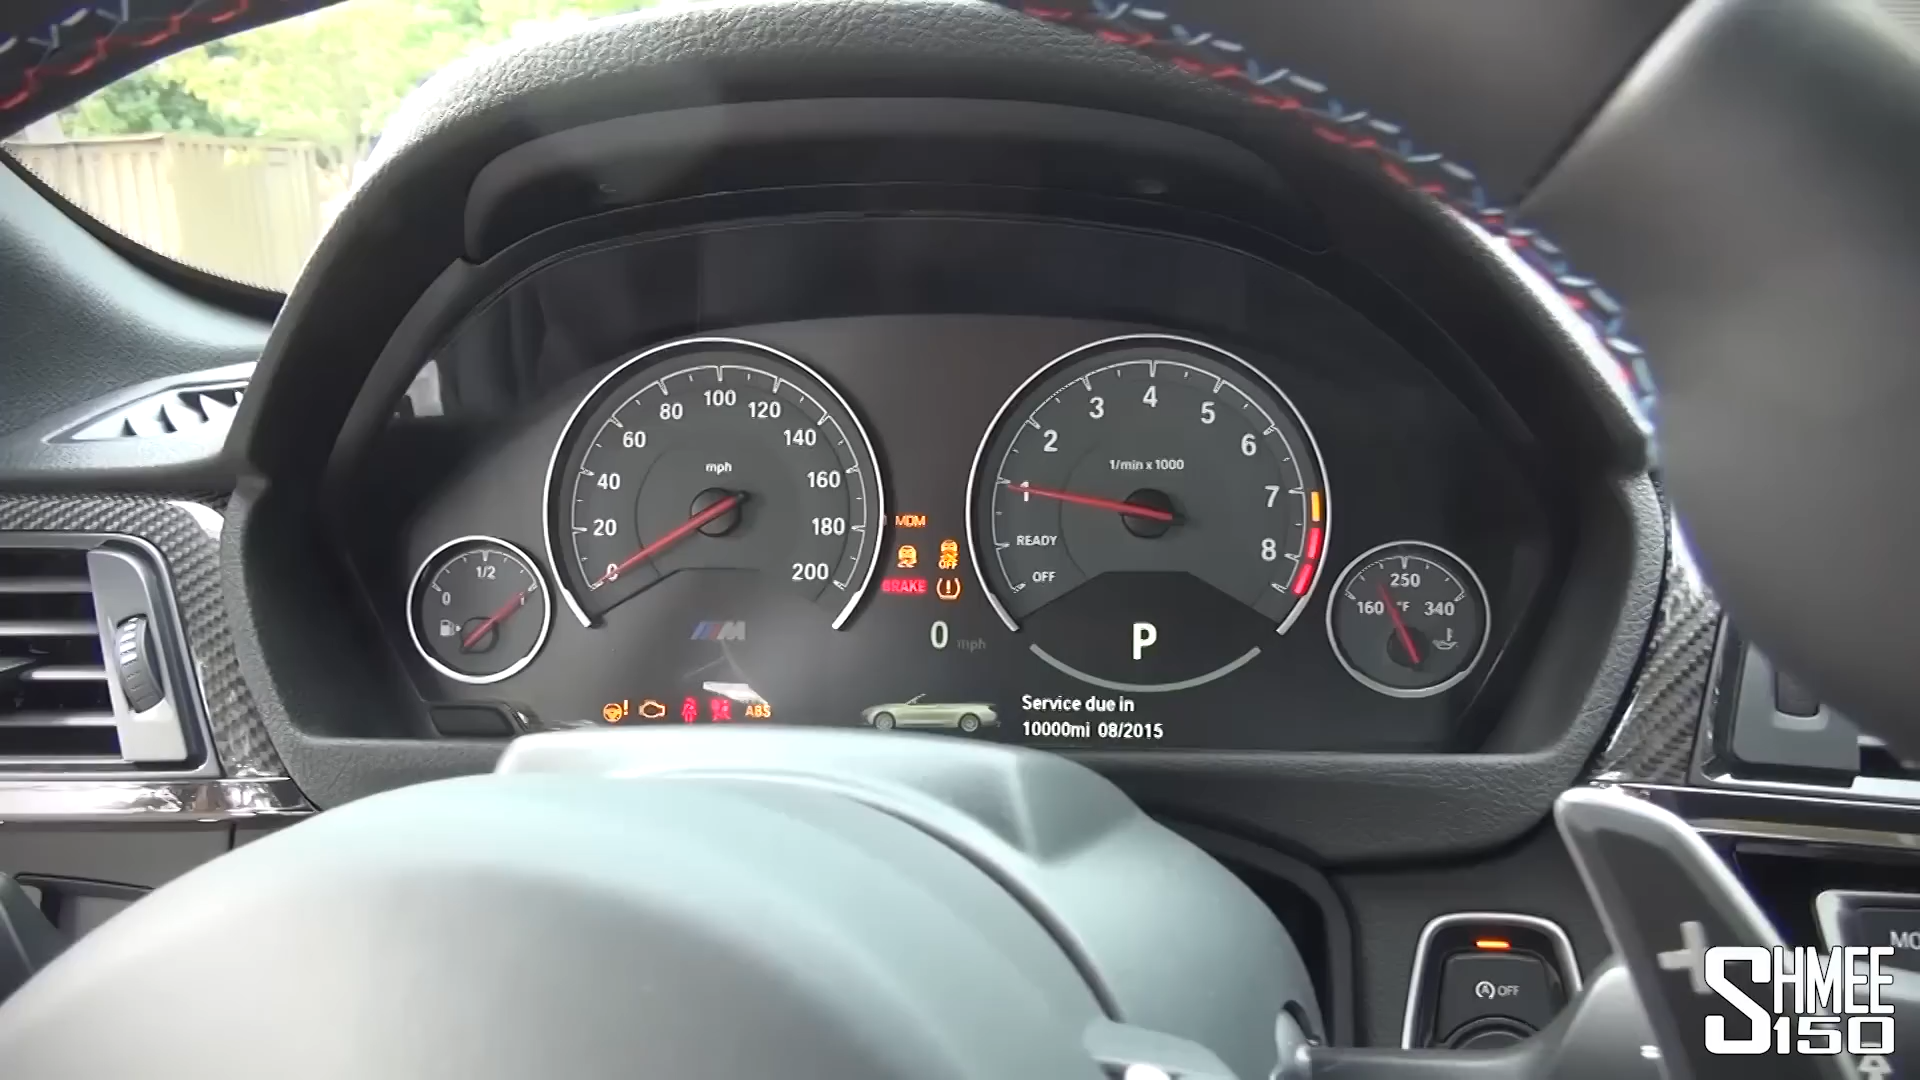 100
80 120
60 140
40 160
20 180
0 200
mph
MDM
OFF
BRAKE
0 mph
M
4
3 5
2 6
1 7
8
1/min x 1000
READY
OFF
P
0 1/2 1
160 250 340
°F
ABS
Service due in
10000mi 08/2015
A OFF
MO
+
SHMEE
150